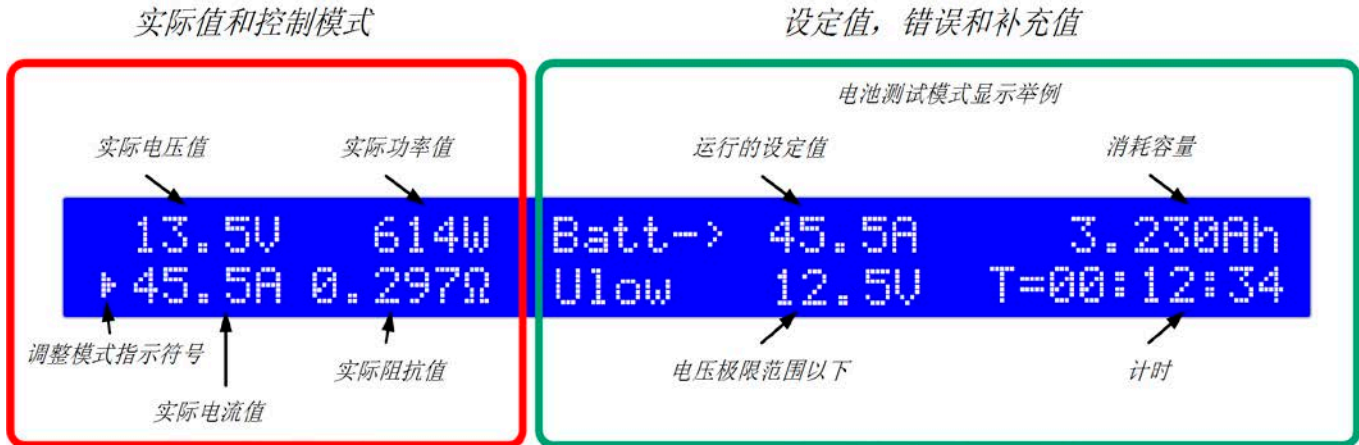 实际值和控制模式
设定值，错误和补充值
电池测试模式显示举例
实际电压值
实际功率值
运行的设定值
消耗容量
13.5V 614W Batt-> 45.5A 3.230Ah
45.5A 0.297Ω Ulow 12.5V T=00:12:34
调整模式指示符号
实际阻抗值
电压极限范围以下
计时
实际电流值